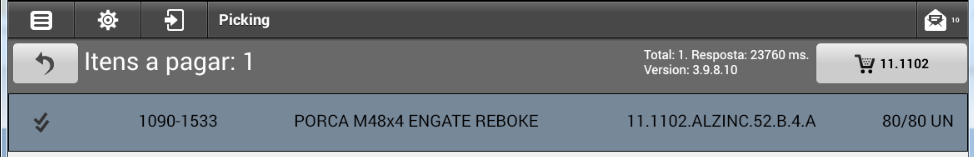 Picking
10
Itens a pagar: 1
Total: 1. Resposta: 23760 ms.
Version: 3.9.8.10
11.1102
1090-1533 PORCA M48x4 ENGATE REBOKE 11.1102.ALZINC.52.B.4.A 80/80 UN